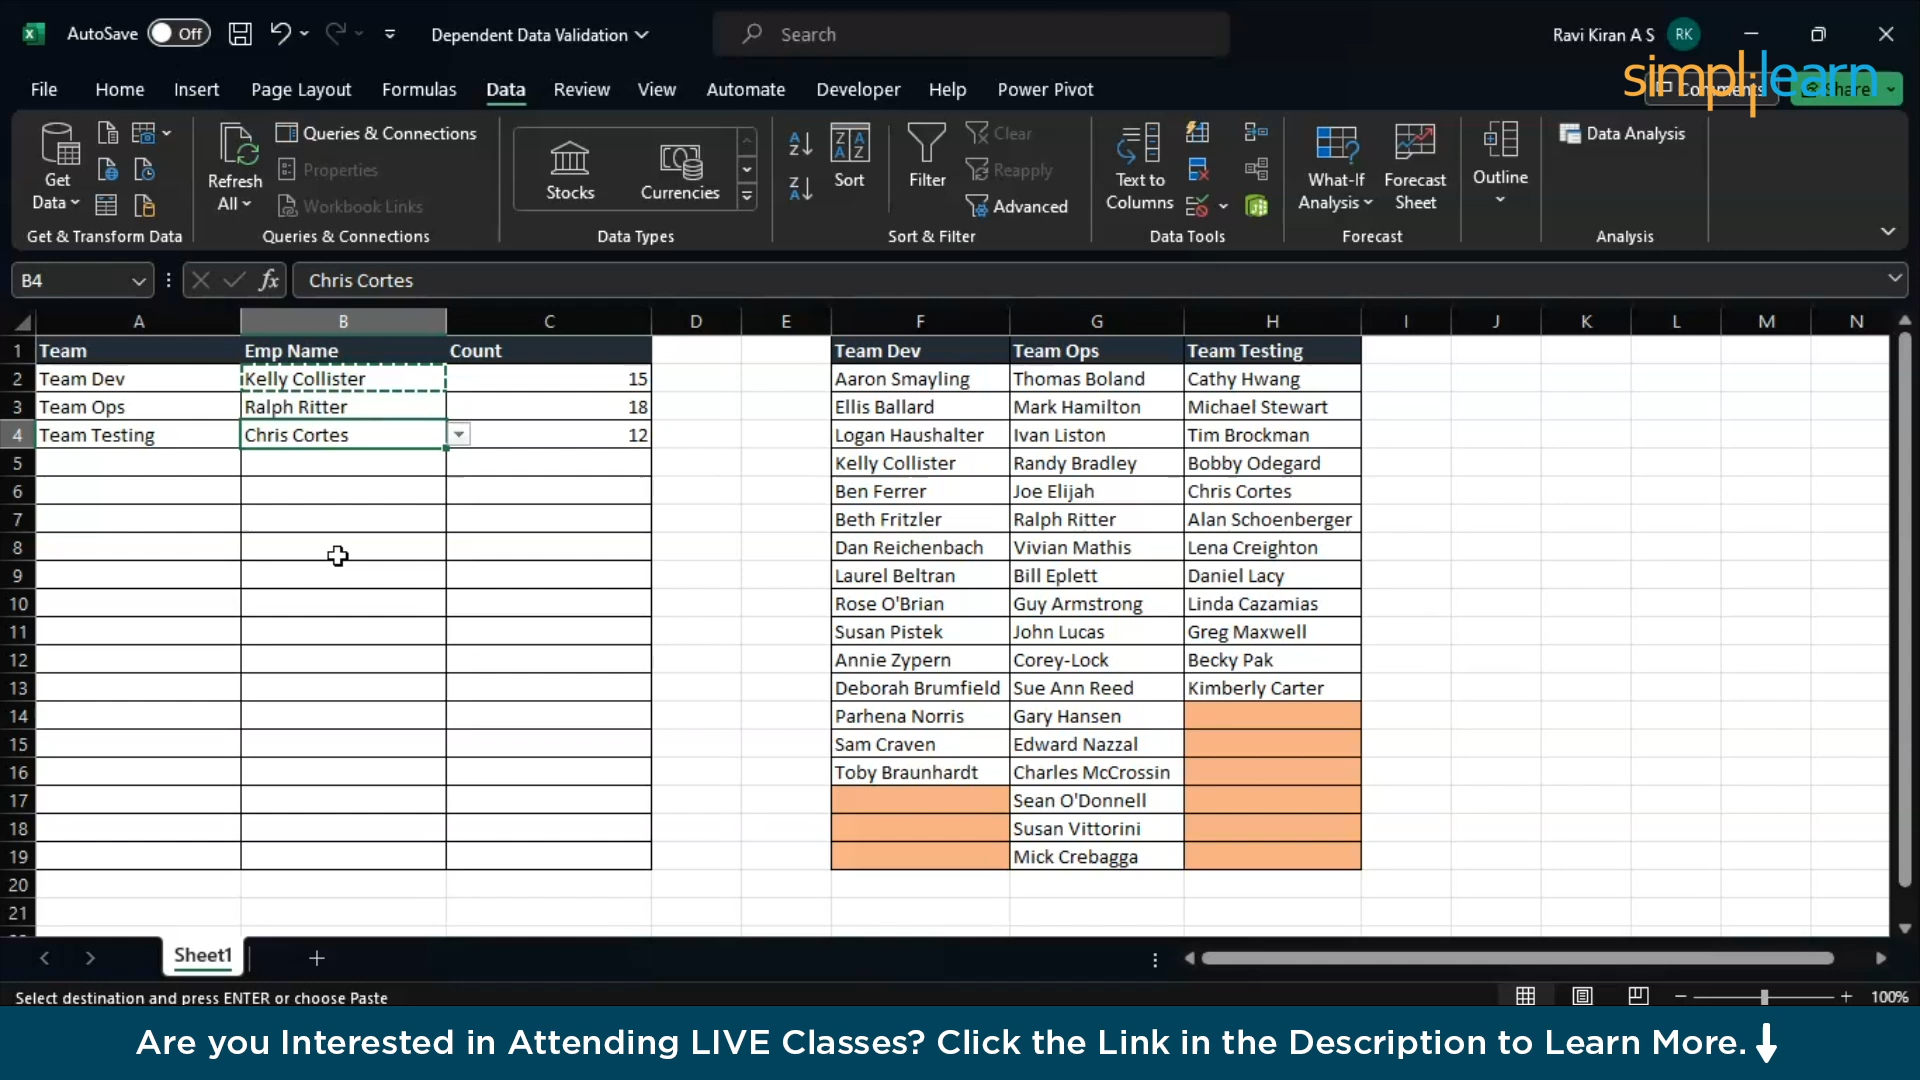 AutoSave Off Dependent Data Validation Search Ravi Kiran A S RK
simplilearn
File Home Insert Page Layout Formulas Data Review View Automate Developer Help Power Pivot Comments Share
Get Data Refresh All Queries & Connections Properties Workbook Links Stocks Currencies Sort Filter Clear Reapply Advanced Text to Columns What-If Analysis Forecast Sheet Outline Data Analysis
Get & Transform Data Queries & Connections Data Types Sort & Filter Data Tools Forecast Analysis
B4 fx Chris Cortes
A B C D E F G H I J K L M N
1 Team Emp Name Count Team Dev Team Ops Team Testing
2 Team Dev Kelly Collister 15 Aaron Smayling Thomas Boland Cathy Hwang
3 Team Ops Ralph Ritter 18 Ellis Ballard Mark Hamilton Michael Stewart
4 Team Testing Chris Cortes 12 Logan Haushalter Ivan Liston Tim Brockman
5 Kelly Collister Randy Bradley Bobby Odegard
6 Ben Ferrer Joe Elijah Chris Cortes
7 Beth Fritzler Ralph Ritter Alan Schoenberger
8 Dan Reichenbach Vivian Mathis Lena Creighton
9 Laurel Beltran Bill Eplett Daniel Lacy
10 Rose O'Brian Guy Armstrong Linda Cazamias
11 Susan Pistek John Lucas Greg Maxwell
12 Annie Zypern Corey-Lock Becky Pak
13 Deborah Brumfield Sue Ann Reed Kimberly Carter
14 Parhena Norris Gary Hansen
15 Sam Craven Edward Nazzal
16 Toby Braunhardt Charles McCrossin
17 Sean O'Donnell
18 Susan Vittorini
19 Mick Crebagga
20
21
Sheet1
Select destination and press ENTER or choose Paste 100%
Are you Interested in Attending LIVE Classes? Click the Link in the Description to Learn More.